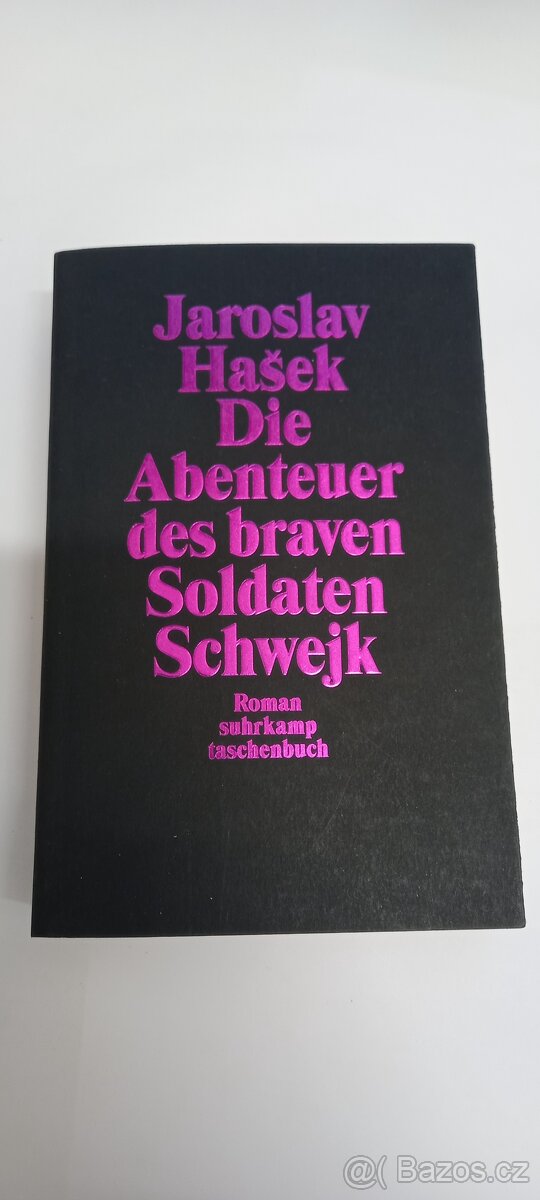 Jaroslav
Hašek
Die
Abenteuer
des braven
Soldaten
Schwejk
Roman
suhrkamp
taschenbuch
@( Bazos.cz